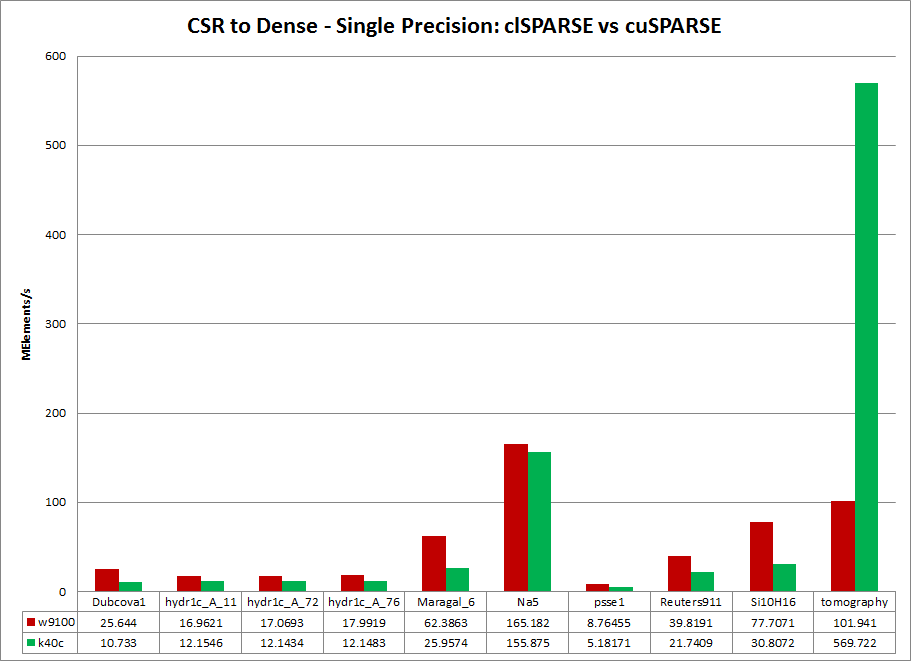 CSR to Dense - Single Precision: clSPARSE vs cuSPARSE
600
500
400
300
200
100
0
MElements/s
Dubcova1 hydr1c_A_11 hydr1c_A_72 hydr1c_A_76 Maragal_6 Na5 psse1 Reuters911 Si10H16 tomography
w9100 25.644 16.9621 17.0693 17.9919 62.3863 165.182 8.76455 39.8191 77.7071 101.941
k40c 10.733 12.1546 12.1434 12.1483 25.9574 155.875 5.18171 21.7409 30.8072 569.722